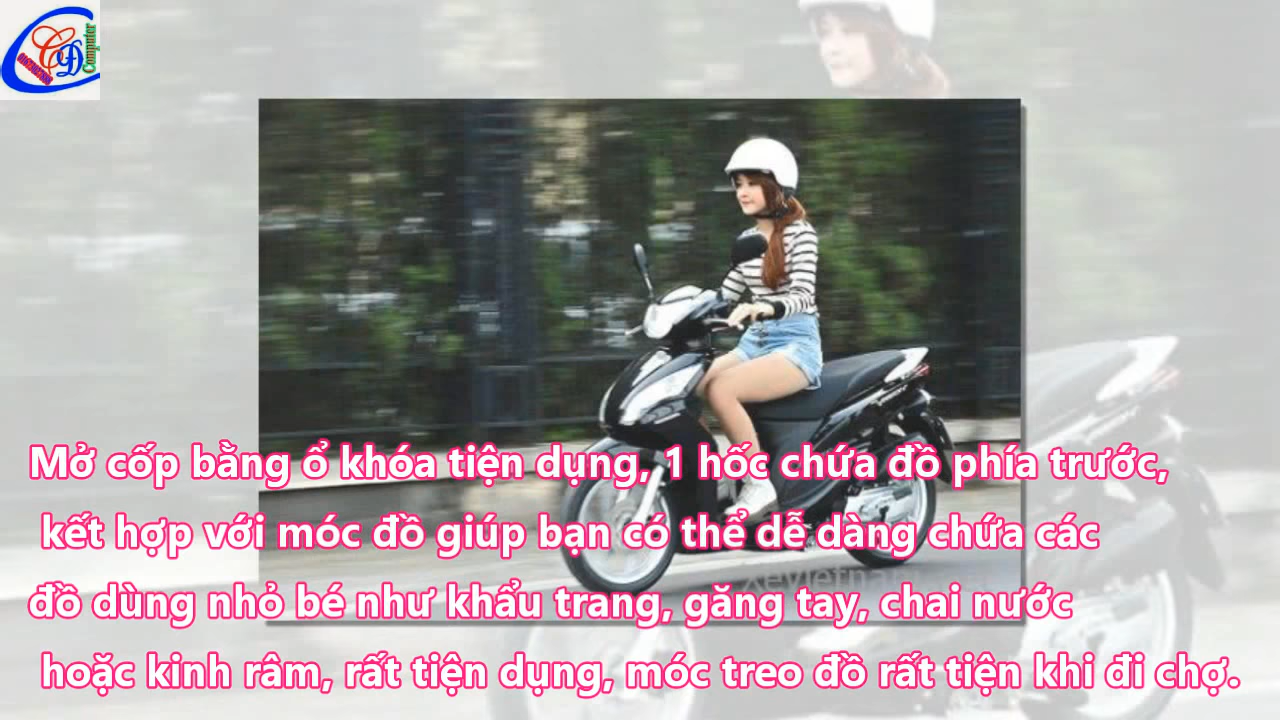 CĐ
Computer
Mở cốp bằng ổ khóa tiện dụng, 1 hốc chứa đồ phía trước,
kết hợp với móc đồ giúp bạn có thể dễ dàng chứa các
đồ dùng nhỏ bé như khẩu trang, găng tay, chai nước
hoặc kinh râm, rất tiện dụng, móc treo đồ rất tiện khi đi chợ.